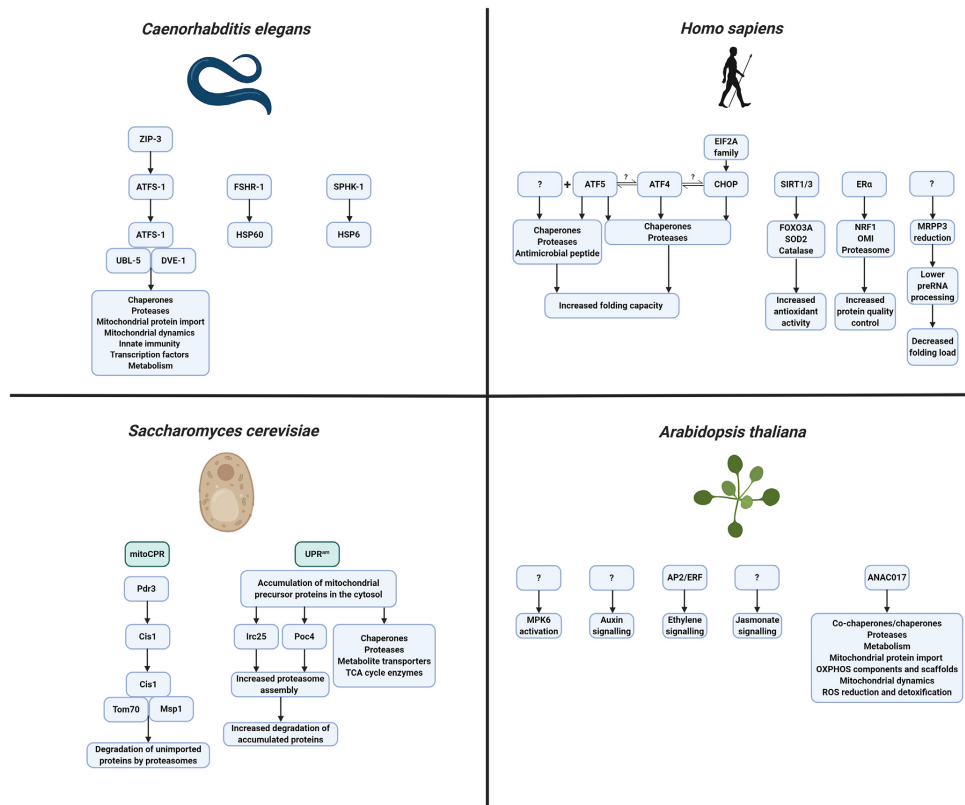 Caenorhabditis elegans
ZIP-3
ATFS-1
FSHR-1
SPHK-1
ATFS-1
HSP60
HSP6
UBL-5
DVE-1
Chaperones
Proteases
Mitochondrial protein import
Mitochondrial dynamics
Innate immunity
Transcription factors
Metabolism
Homo sapiens
EIF2A
family
?
+
ATF5
?
ATF4
?
CHOP
SIRT1/3
ERα
?
Chaperones
Proteases
Antimicrobial peptide
Chaperones
Proteases
FOXO3A
SOD2
Catalase
NRF1
OMI
Proteasome
MRPP3
reduction
Lower
preRNA
processing
Increased folding capacity
Increased
antioxidant
activity
Increased
protein quality
control
Decreased
folding load
Saccharomyces cerevisiae
mitoCPR
UPRᵃᵐ
Pdr3
Accumulation of mitochondrial
precursor proteins in the cytosol
Cis1
Irc25
Poc4
Chaperones
Proteases
Metabolite transporters
TCA cycle enzymes
Cis1
Increased proteasome
assembly
Tom70
Msp1
Increased degradation of
accumulated proteins
Degradation of unimported
proteins by proteasomes
Arabidopsis thaliana
?
?
AP2/ERF
?
ANAC017
MPK6
activation
Auxin
signalling
Ethylene
signalling
Jasmonate
signalling
Co-chaperones/chaperones
Proteases
Metabolism
Mitochondrial protein import
OXPHOS components and scaffolds
Mitochondrial dynamics
ROS reduction and detoxification